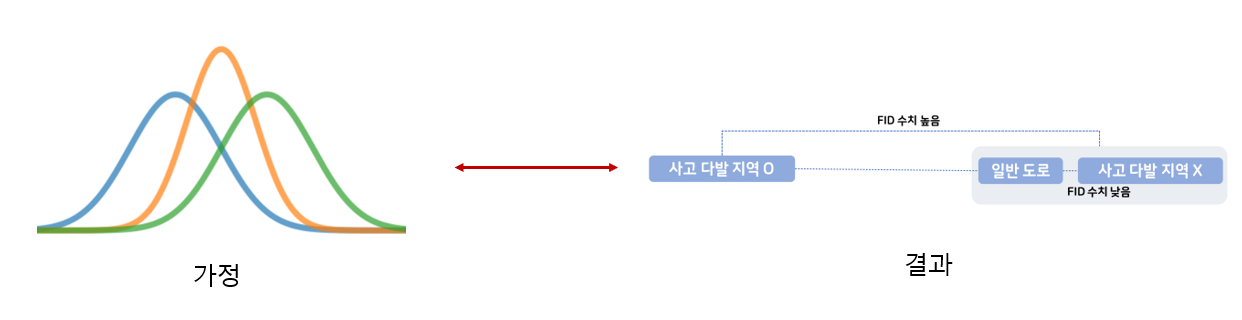 FID 수치 높음
사고 다발 지역 O
일반 도로
사고 다발 지역 X
FID 수치 낮음
가정
결과